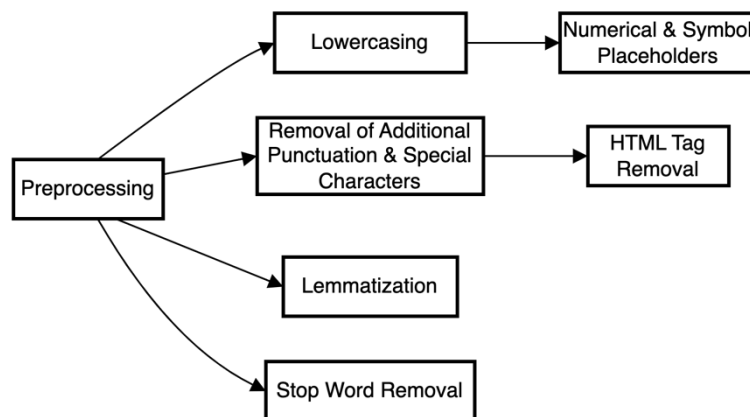 Lowercasing
Numerical & Symbol
Placeholders
Removal of Additional
Punctuation & Special
Characters
HTML Tag
Removal
Preprocessing
Lemmatization
Stop Word Removal